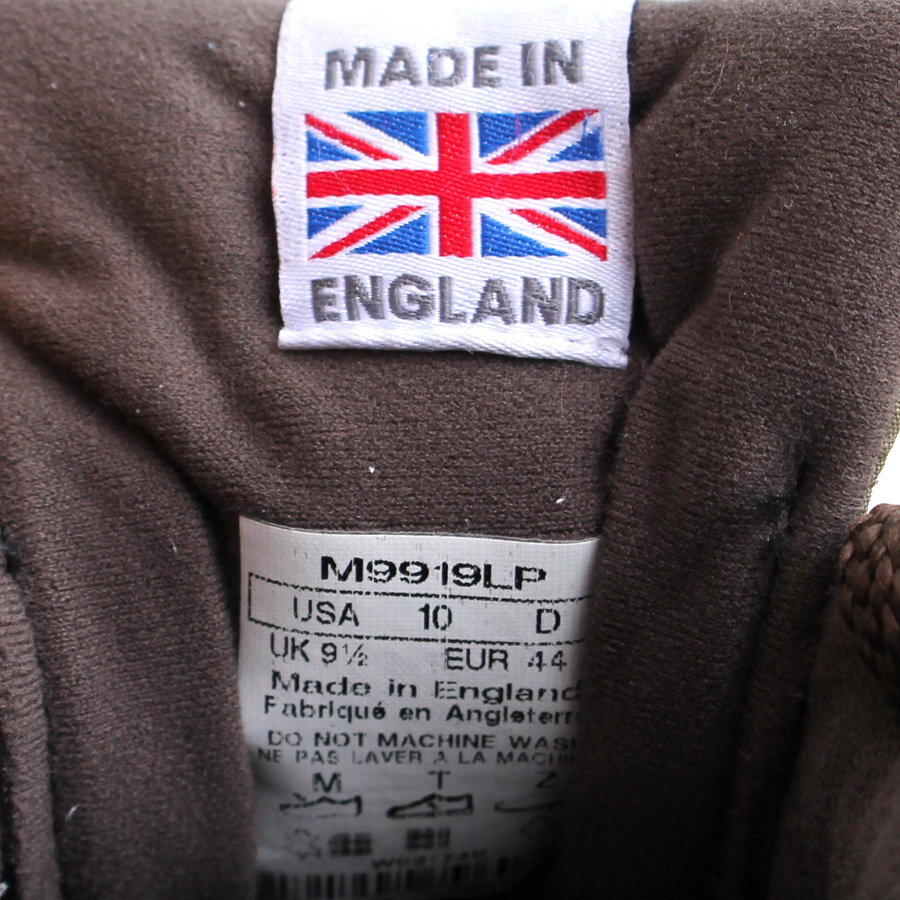 MADE IN
ENGLAND
M9919LP
USA 10 D
UK 9½ EUR 44
Made in England
Fabriqué en Angleterre
DO NOT MACHINE WASH
NE PAS LAVER A LA MACHINE
M T Z